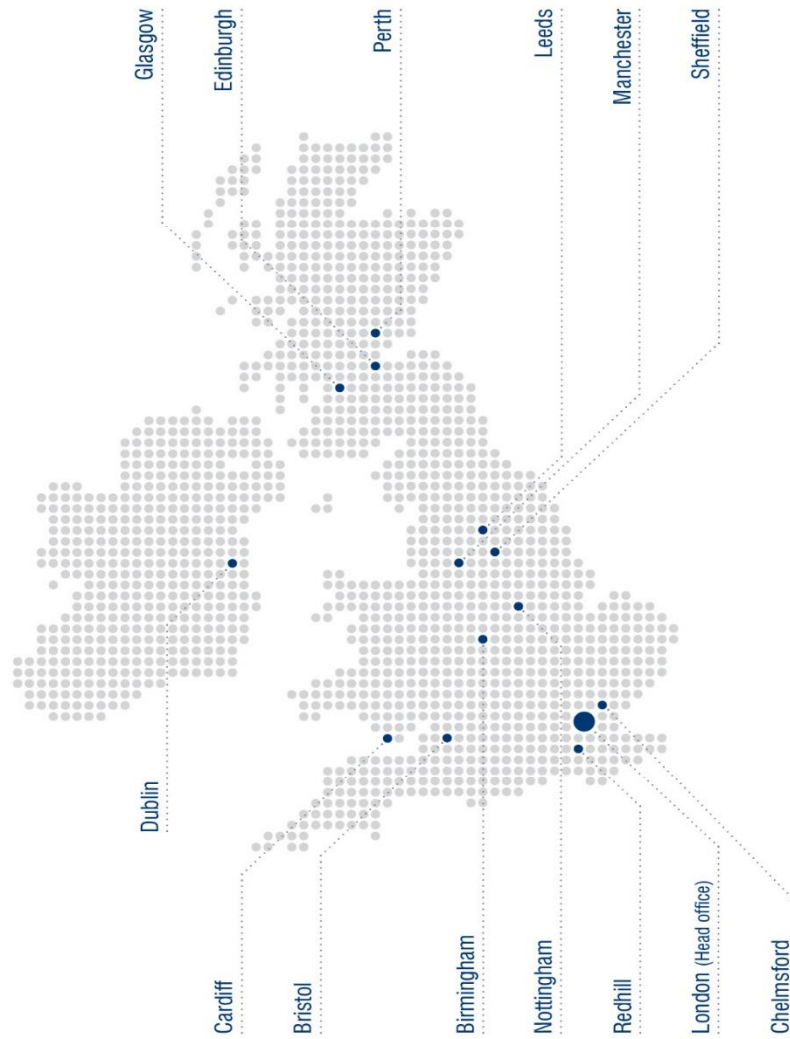 Glasgow
Edinburgh
Perth
Leeds
Manchester
Sheffield
Dublin
Cardiff
Bristol
Birmingham
Nottingham
Redhill
London (Head office)
Chelmsford